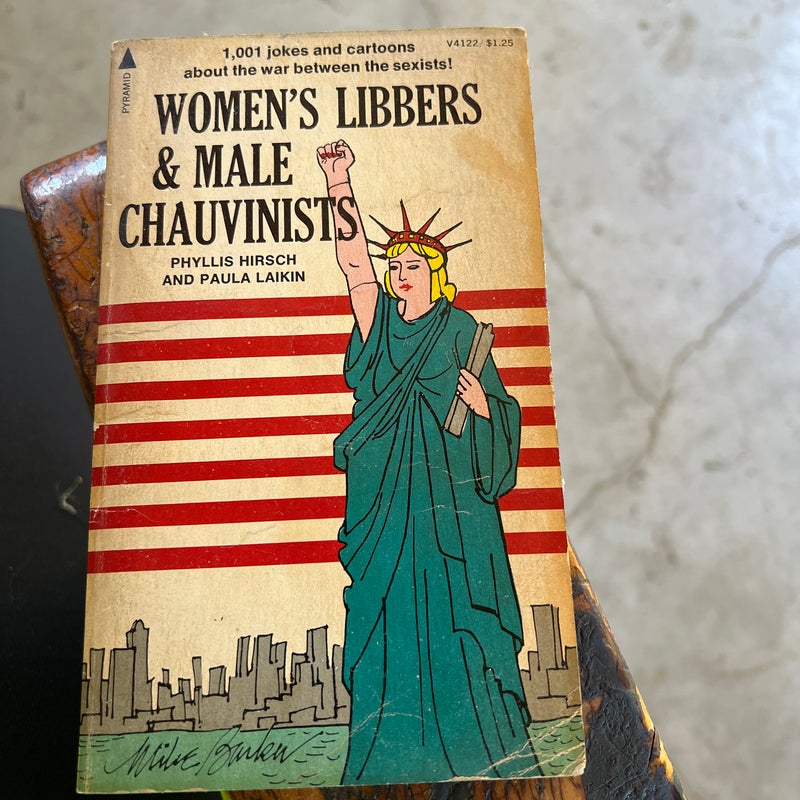 1,001 jokes and cartoons
about the war between the sexists!
V4122/ $1.25
PYRAMID
WOMEN'S LIBBERS
& MALE
CHAUVINISTS
PHYLLIS HIRSCH
AND PAULA LAIKIN
Mike